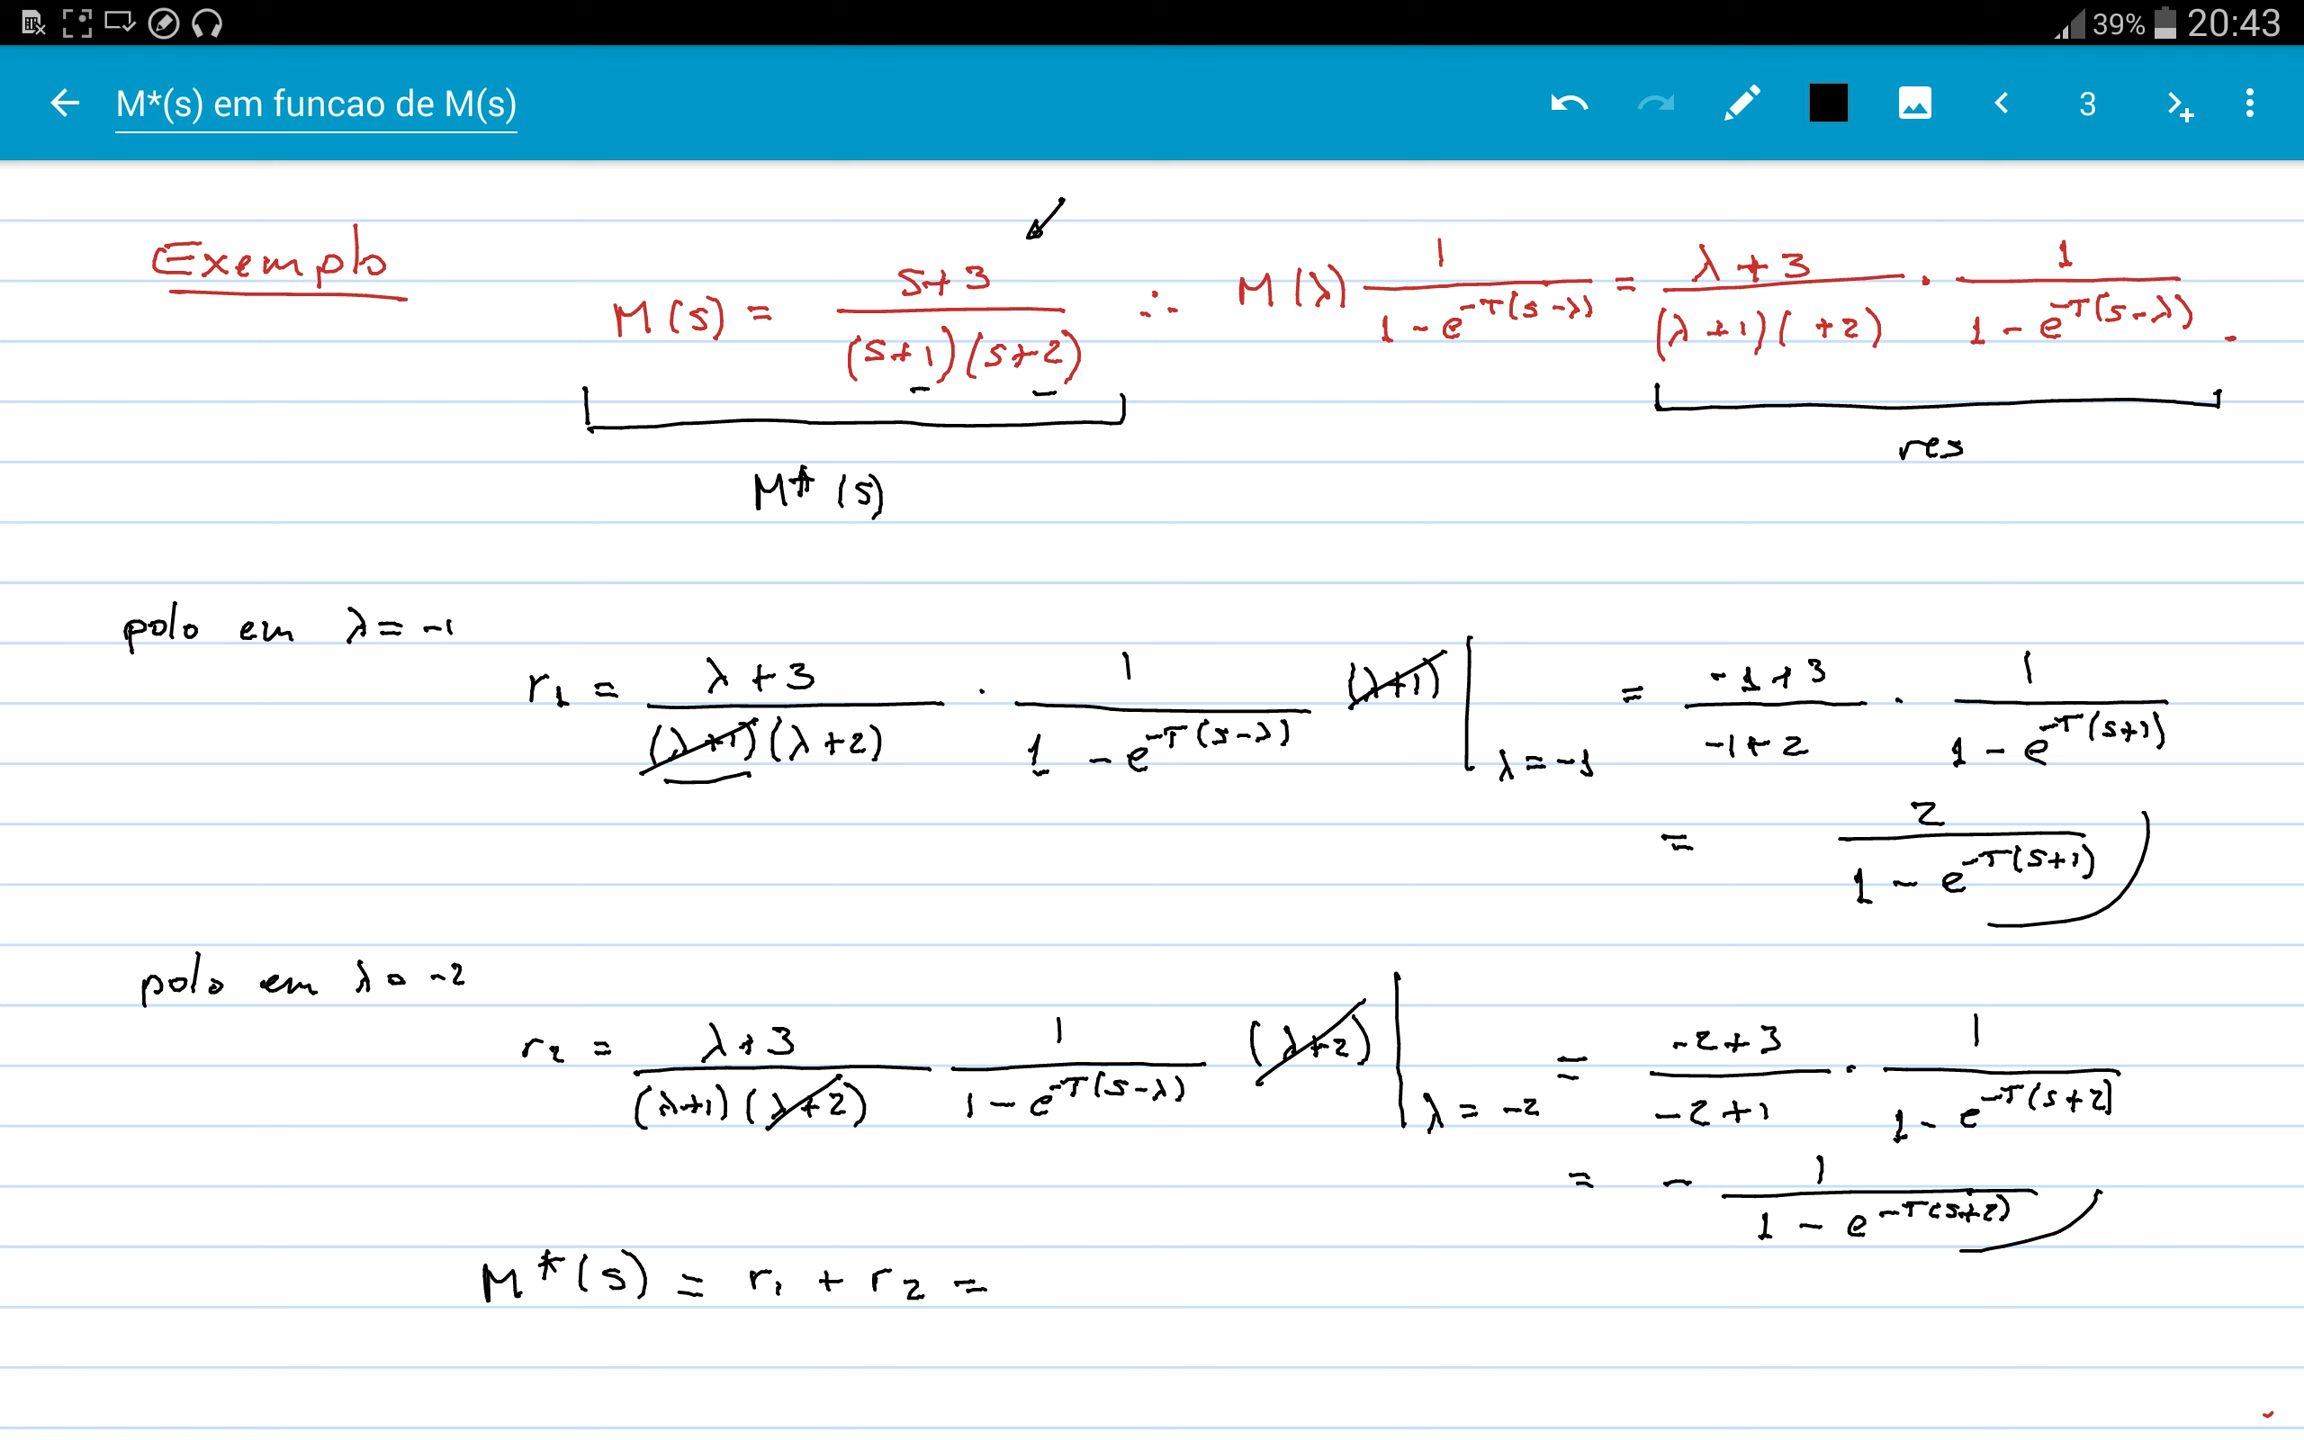 39% 20:43
M*(s) em funcao de M(s) 3
Exemplo
M(s) = (s+3)/((s+1)(s+2)) ∴ M(λ) 1/(1 - e^{-T(s-λ)}) = (λ+3)/((λ+1)( +2)) · 1/(1 - e^{-T(s-λ)}) .
M*(s) res
polo em λ = -1
r1 = (λ+3)/((λ+1)(λ+2)) · 1/(1 - e^{-T(s-λ)}) (λ+1) |λ = -1 = (-1+3)/(-1+2) · 1/(1 - e^{-T(s+1)})
= 2/(1 - e^{-T(s+1)})
polo em λ = -2
r2 = (λ+3)/((λ+1)(λ+2)) 1/(1 - e^{-T(s-λ)}) (λ+2) |λ = -2 = (-2+3)/(-2+1) · 1/(1 - e^{-T(s+2)})
= - 1/(1 - e^{-T(s+2)})
M*(s) = r1 + r2 =